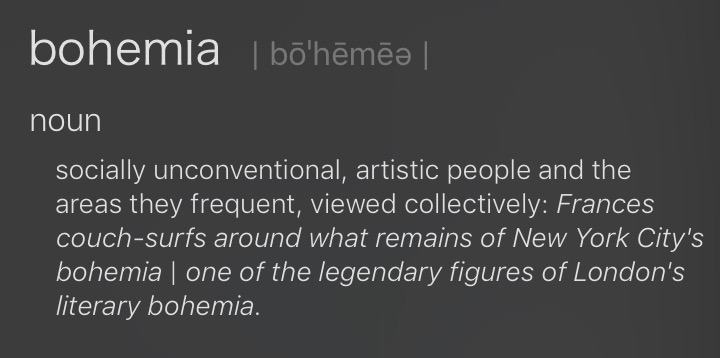 bohemia | bō'hēmēə |
noun
socially unconventional, artistic people and the
areas they frequent, viewed collectively: Frances
couch-surfs around what remains of New York City's
bohemia | one of the legendary figures of London's
literary bohemia.